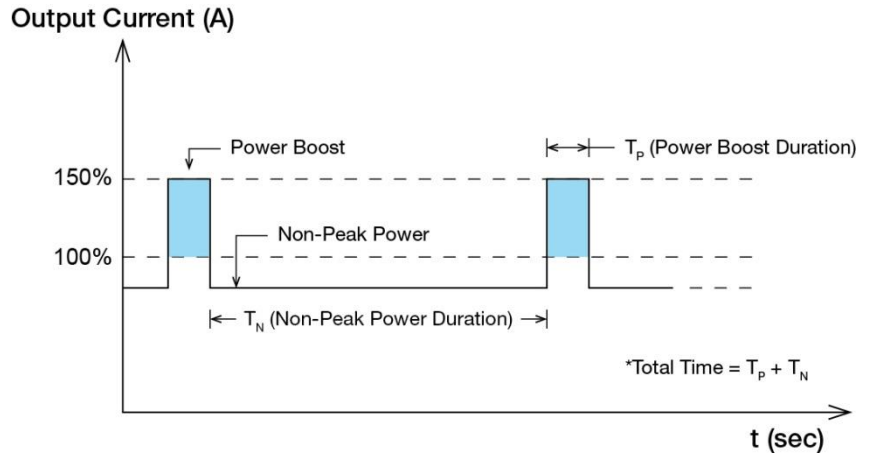 Output Current (A)
Power Boost
T_P (Power Boost Duration)
150%
Non-Peak Power
100%
T_N (Non-Peak Power Duration)
*Total Time = T_P + T_N
t (sec)